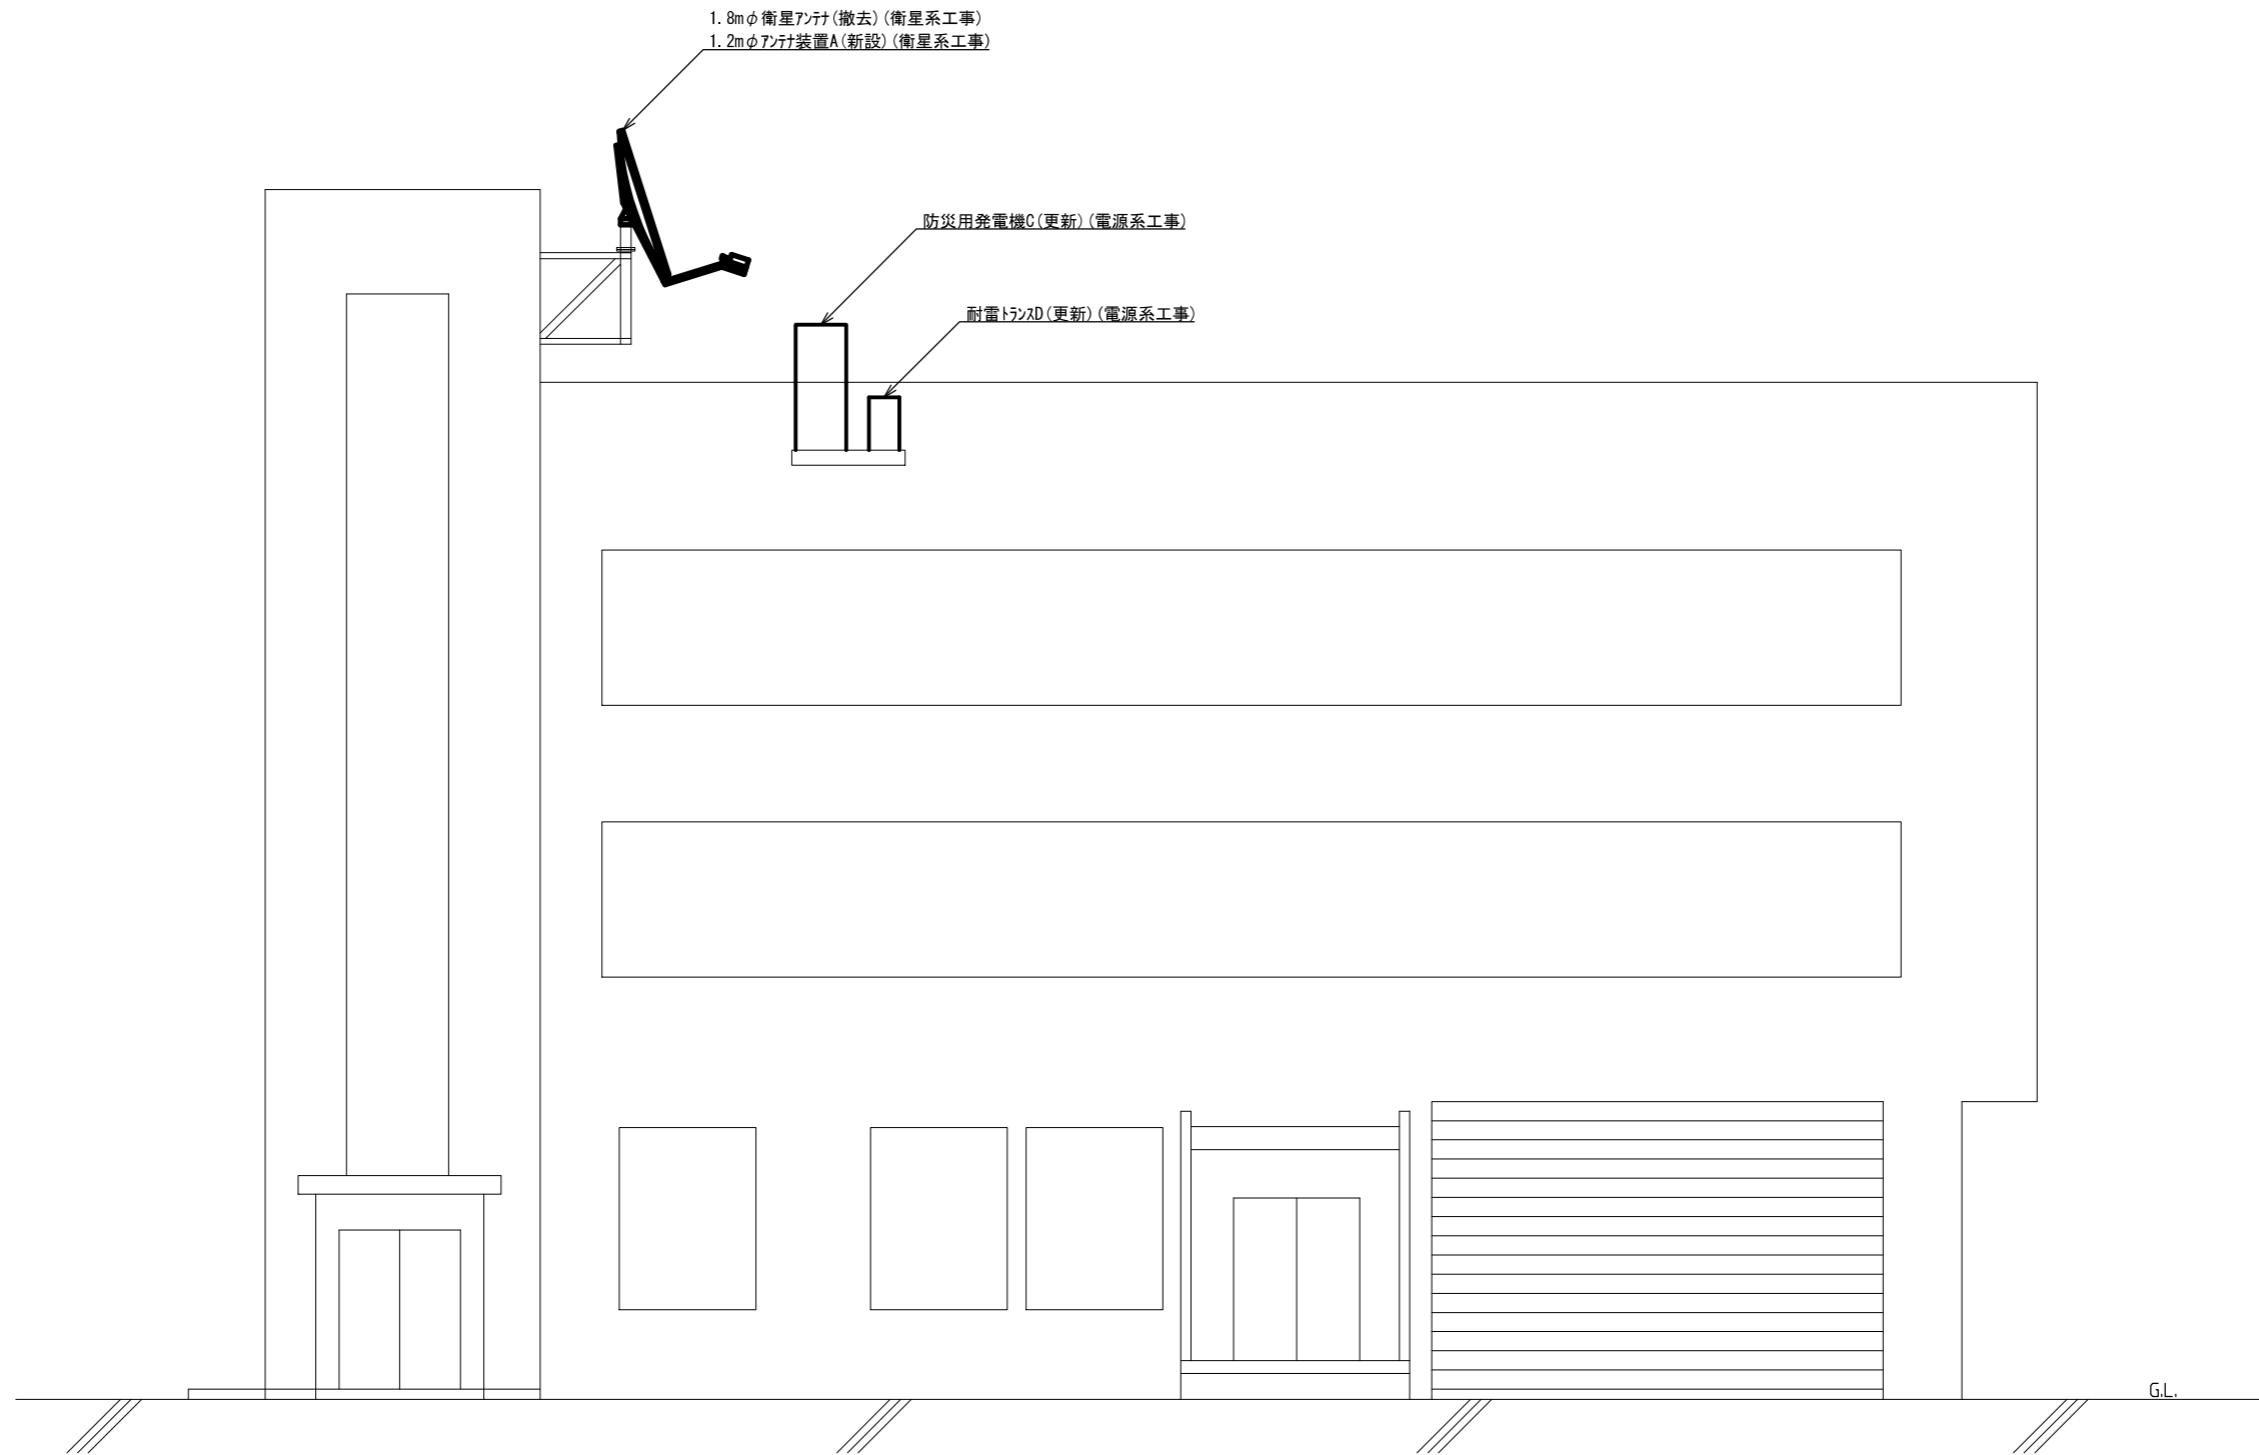 1.8mφ衛星ｱﾝﾃﾅ(撤去)(衛星系工事)
1.2mφｱﾝﾃﾅ装置A(新設)(衛星系工事)
防災用発電機C(更新)(電源系工事)
耐雷ﾄﾗﾝｽD(更新)(電源系工事)
G.L.